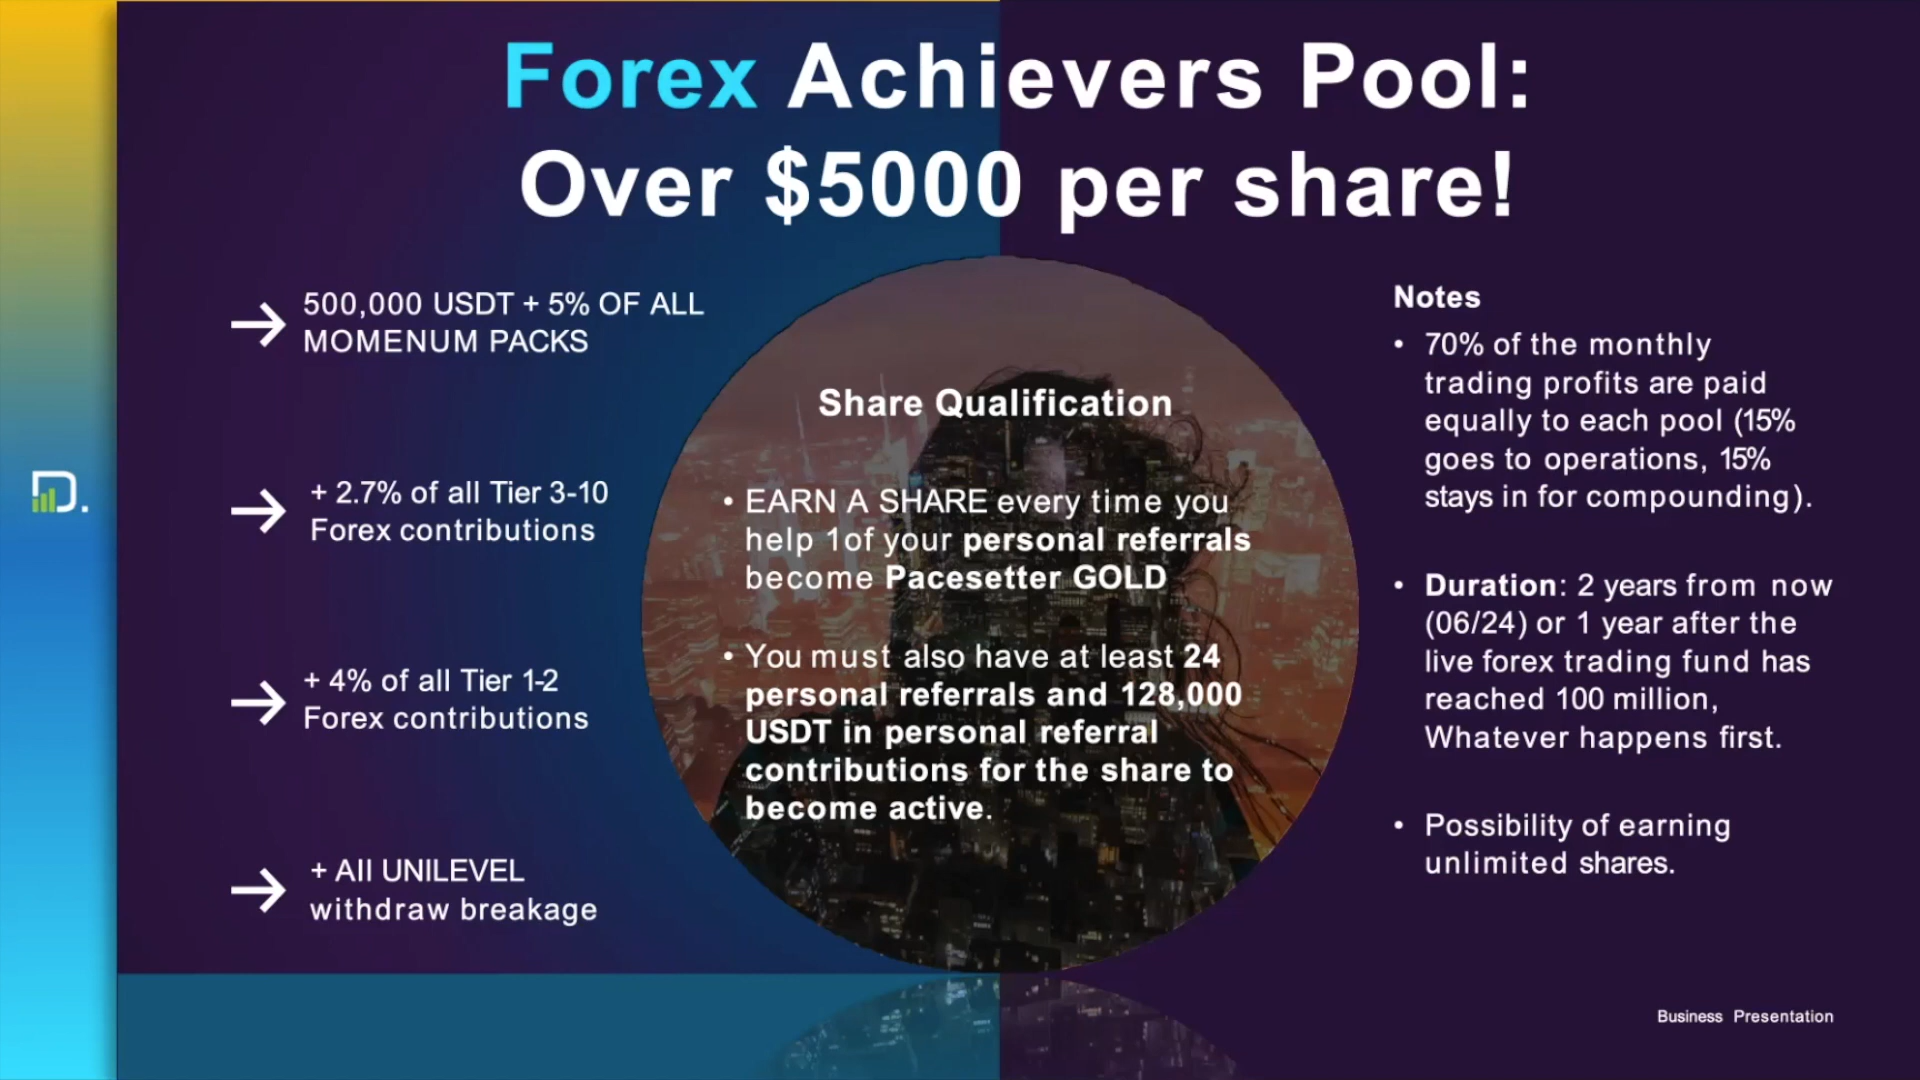 Forex Achievers Pool:
Over $5000 per share!
500,000 USDT + 5% OF ALL
MOMENUM PACKS
+ 2.7% of all Tier 3-10
Forex contributions
+ 4% of all Tier 1-2
Forex contributions
+ All UNILEVEL
withdraw breakage
Share Qualification
• EARN A SHARE every time you
help 1of your personal referrals
become Pacesetter GOLD
• You must also have at least 24
personal referrals and 128,000
USDT in personal referral
contributions for the share to
become active.
Notes
• 70% of the monthly
trading profits are paid
equally to each pool (15%
goes to operations, 15%
stays in for compounding).
• Duration: 2 years from now
(06/24) or 1 year after the
live forex trading fund has
reached 100 million,
Whatever happens first.
• Possibility of earning
unlimited shares.
D.
Business Presentation